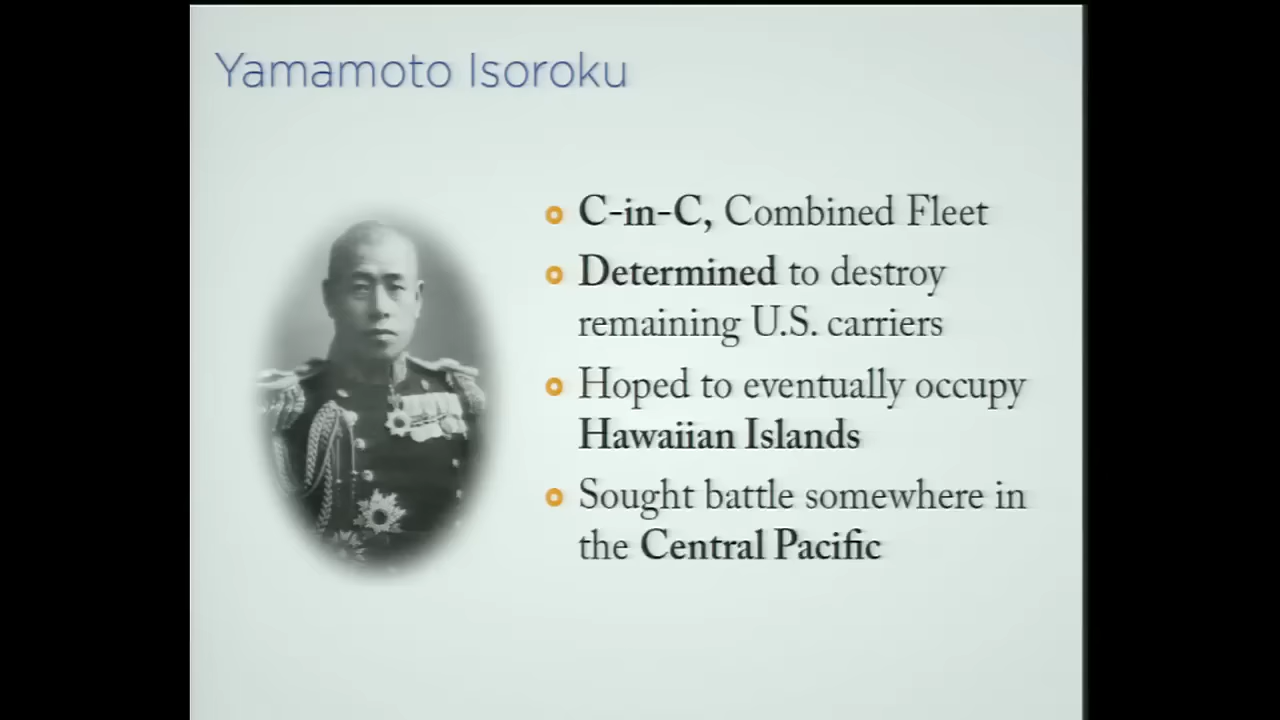 Yamamoto Isoroku
C-in-C, Combined Fleet
Determined to destroy
remaining U.S. carriers
Hoped to eventually occupy
Hawaiian Islands
Sought battle somewhere in
the Central Pacific